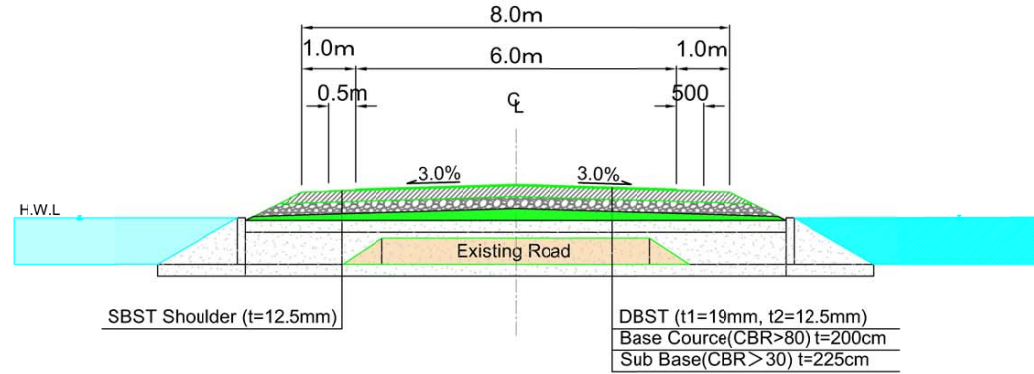 8.0m
1.0m 6.0m 1.0m
0.5m ℄ 500
3.0% 3.0%
H.W.L
Existing Road
SBST Shoulder (t=12.5mm)
DBST (t1=19mm, t2=12.5mm)
Base Cource(CBR>80) t=200cm
Sub Base(CBR＞30) t=225cm